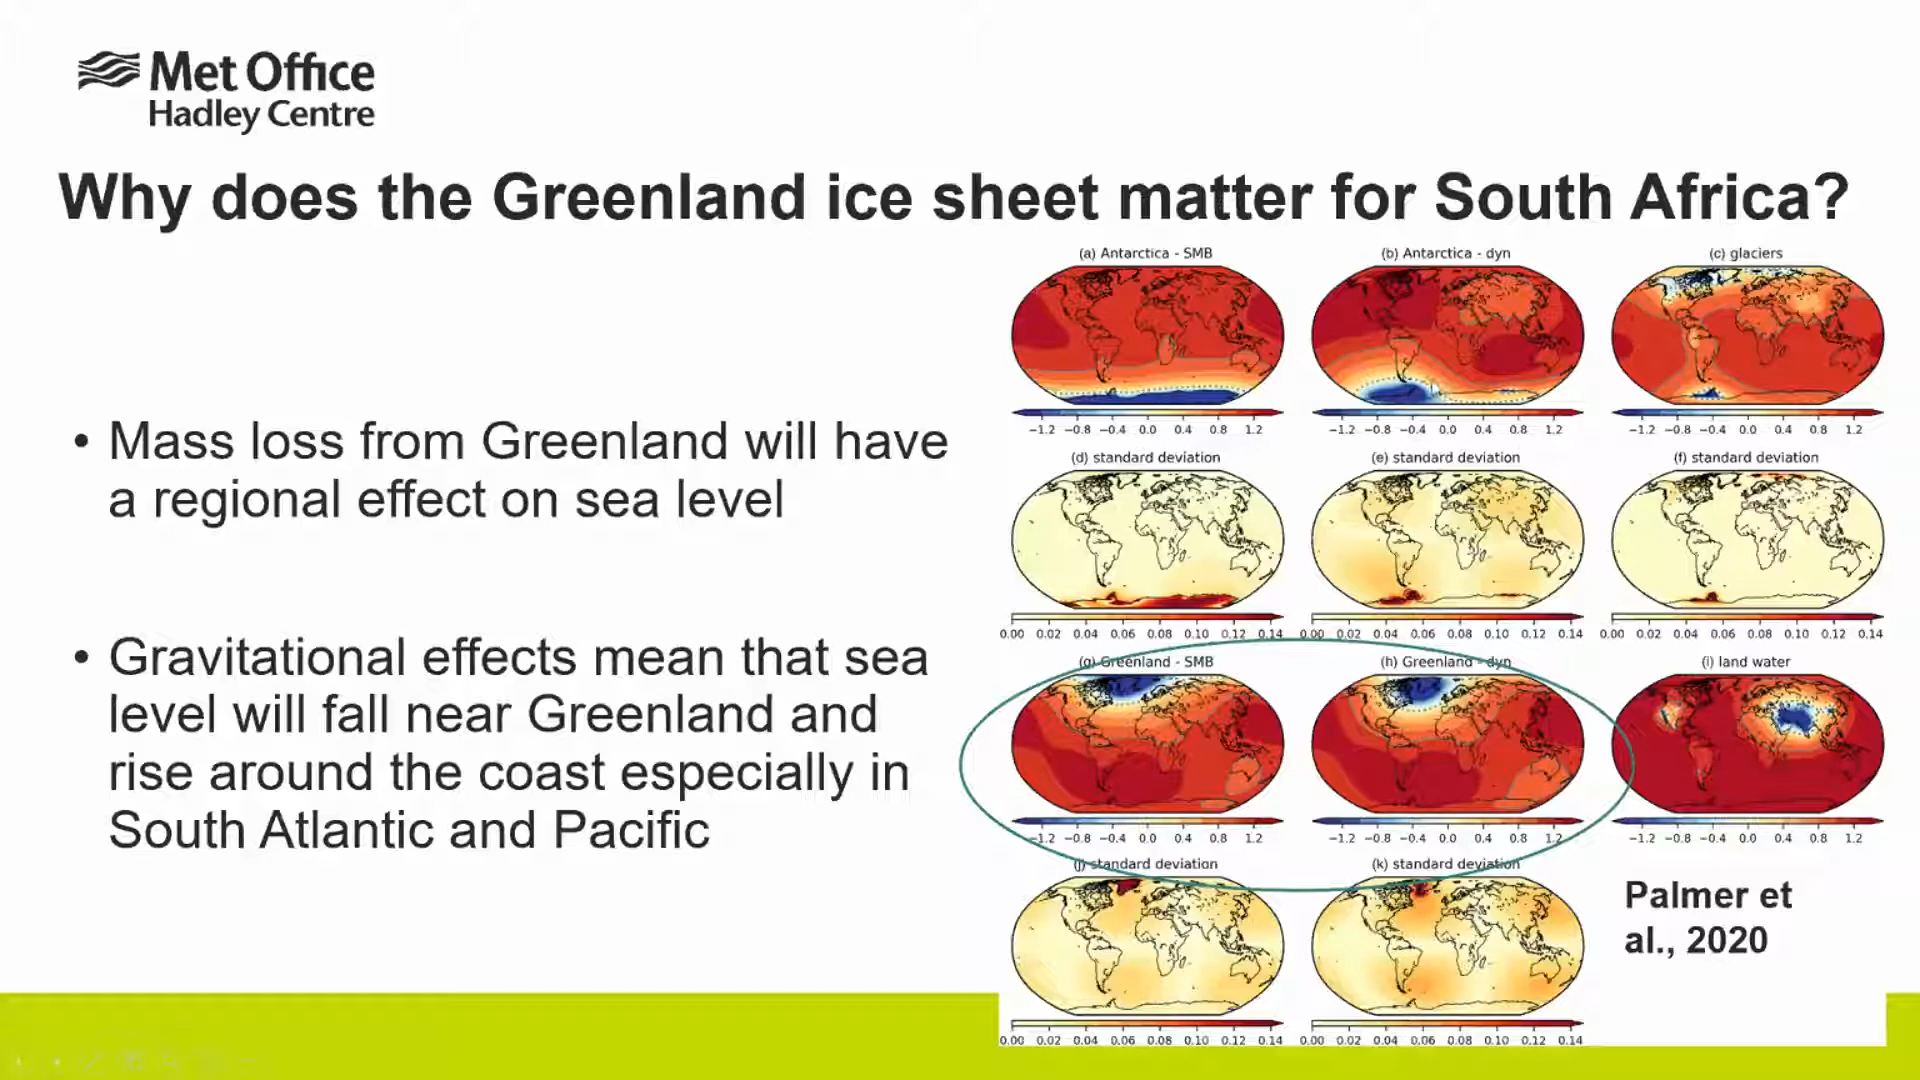 Met Office
Hadley Centre
Why does the Greenland ice sheet matter for South Africa?
• Mass loss from Greenland will have
a regional effect on sea level
• Gravitational effects mean that sea
level will fall near Greenland and
rise around the coast especially in
South Atlantic and Pacific
(a) Antarctica - SMB
(b) Antarctica - dyn
(c) glaciers
−1.2 −0.8 −0.4 0.0 0.4 0.8 1.2
−1.2 −0.8 −0.4 0.0 0.4 0.8 1.2
−1.2 −0.8 −0.4 0.0 0.4 0.8 1.2
(d) standard deviation
(e) standard deviation
(f) standard deviation
0.00 0.02 0.04 0.06 0.08 0.10 0.12 0.14
0.00 0.02 0.04 0.06 0.08 0.10 0.12 0.14
0.00 0.02 0.04 0.06 0.08 0.10 0.12 0.14
(g) Greenland - SMB
(h) Greenland - dyn
(i) land water
−1.2 −0.8 −0.4 0.0 0.4 0.8 1.2
−1.2 −0.8 −0.4 0.0 0.4 0.8 1.2
−1.2 −0.8 −0.4 0.0 0.4 0.8 1.2
(j) standard deviation
(k) standard deviation
0.00 0.02 0.04 0.06 0.08 0.10 0.12 0.14
0.00 0.02 0.04 0.06 0.08 0.10 0.12 0.14
Palmer et
al., 2020